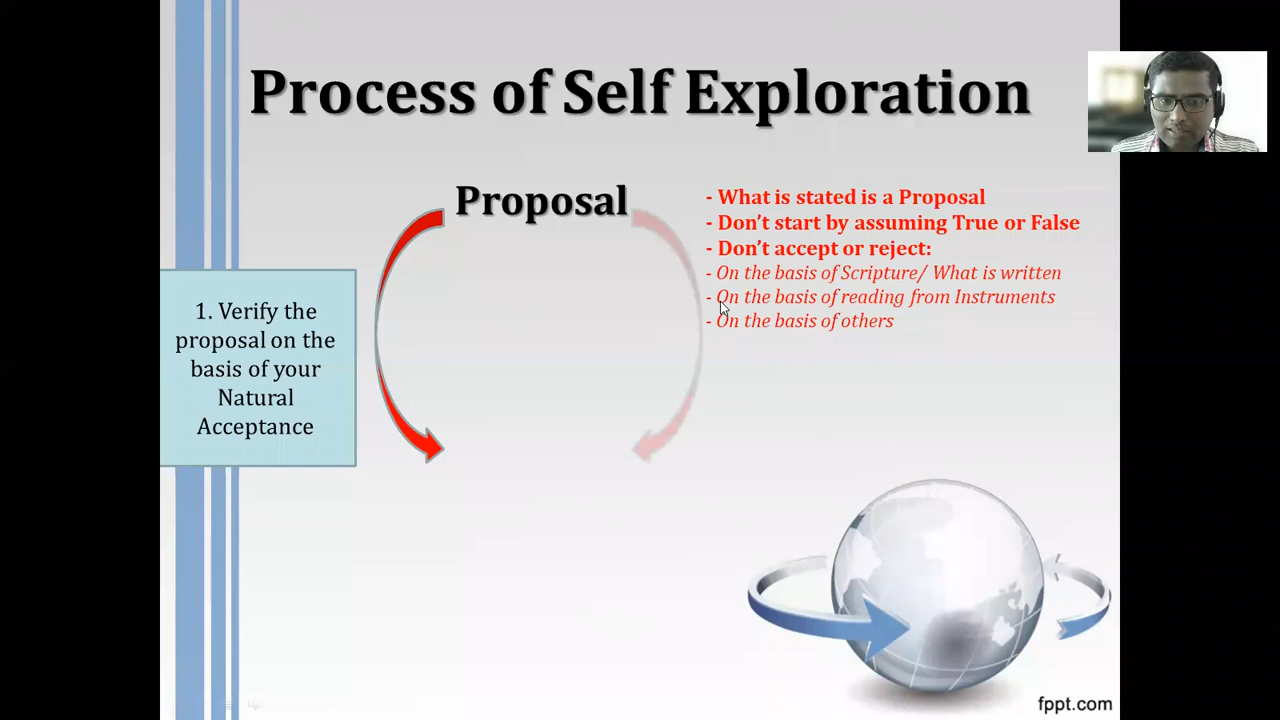 Process of Self Exploration
Proposal
- What is stated is a Proposal
- Don’t start by assuming True or False
- Don’t accept or reject:
- On the basis of Scripture/ What is written
- On the basis of reading from Instruments
- On the basis of others
1. Verify the
proposal on the
basis of your
Natural
Acceptance
fppt.com